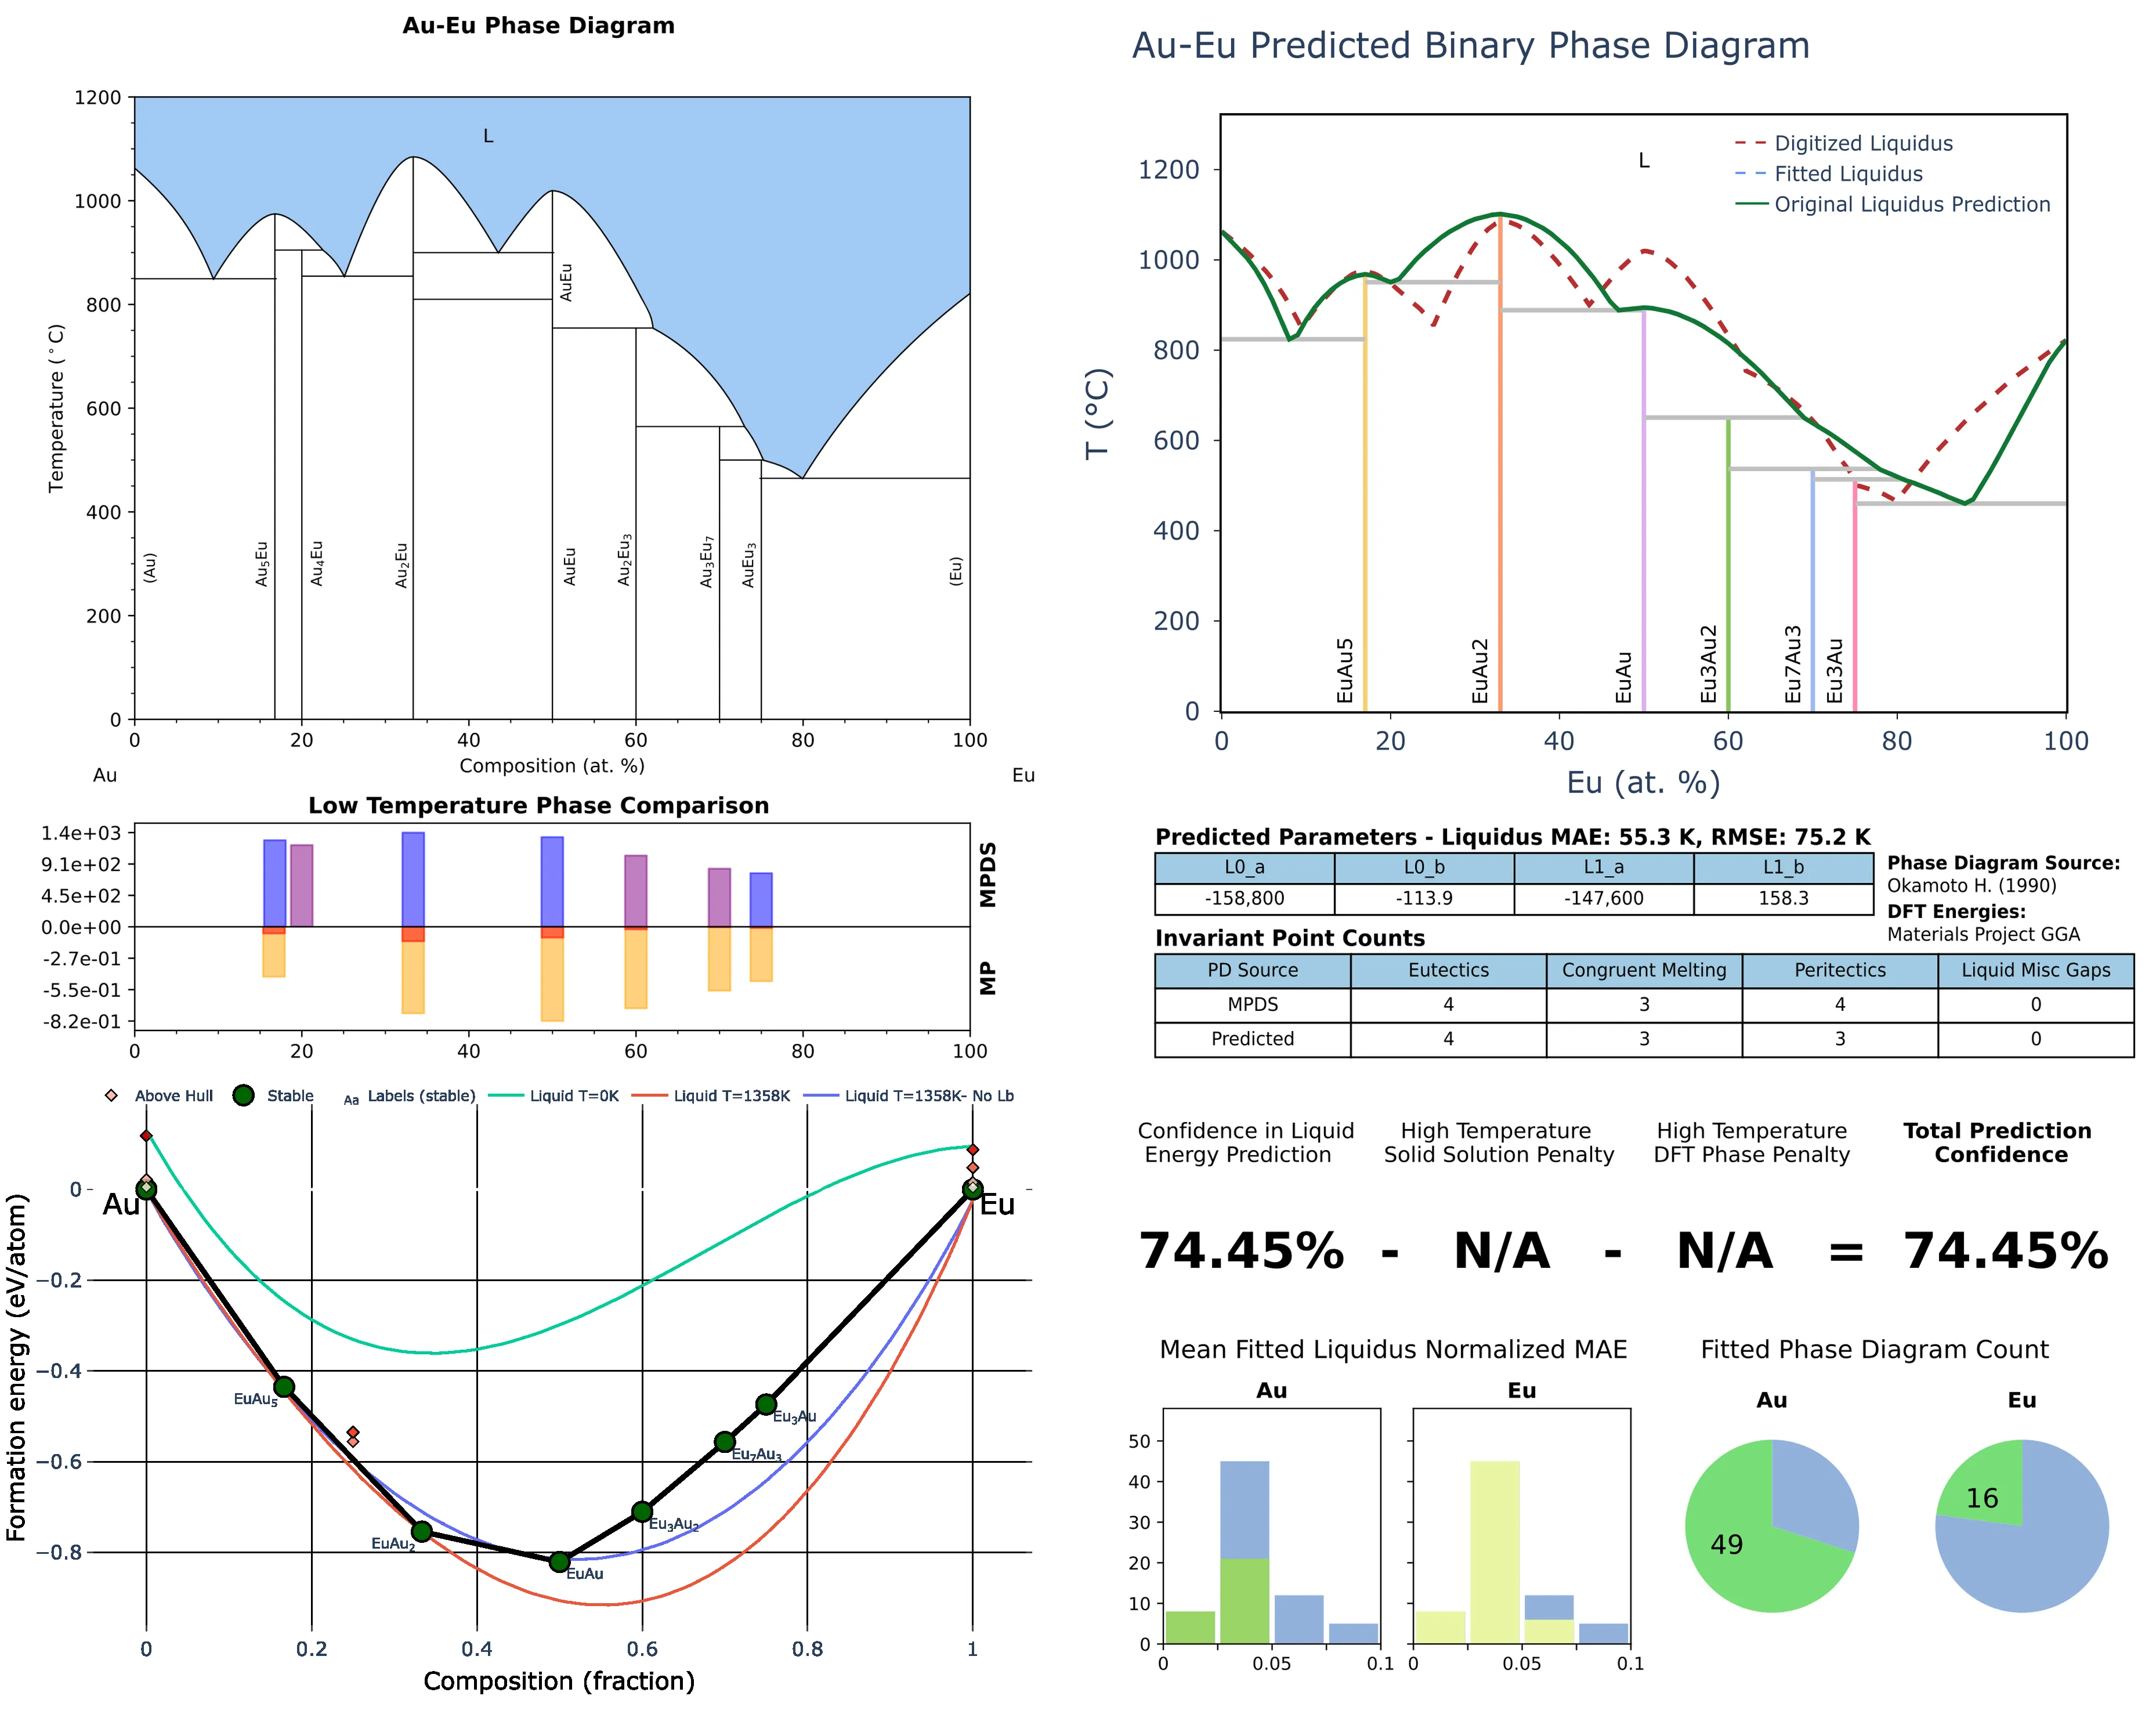 Au-Eu Phase Diagram
1200
1000
800
600
400
200
0
Temperature (°C)
L
AuEu
(Au)
Au5Eu
Au4Eu
Au2Eu
AuEu
Au2Eu3
Au3Eu7
AuEu3
(Eu)
0 20 40 60 80 100
Composition (at. %)
Au Eu
Au-Eu Predicted Binary Phase Diagram
1200
1000
800
600
400
200
0
T (°C)
L
Digitized Liquidus
Fitted Liquidus
Original Liquidus Prediction
EuAu5
EuAu2
EuAu
Eu3Au2
Eu7Au3
Eu3Au
0 20 40 60 80 100
Eu (at. %)
Low Temperature Phase Comparison
1.4e+03
9.1e+02
4.5e+02
0.0e+00
-2.7e-01
-5.5e-01
-8.2e-01
MPDS
MP
0 20 40 60 80 100
Predicted Parameters - Liquidus MAE: 55.3 K, RMSE: 75.2 K
L0_a L0_b L1_a L1_b
-158,800 -113.9 -147,600 158.3
Phase Diagram Source:
Okamoto H. (1990)
DFT Energies:
Materials Project GGA
Invariant Point Counts
PD Source Eutectics Congruent Melting Peritectics Liquid Misc Gaps
MPDS 4 3 4 0
Predicted 4 3 3 0
Above Hull Stable Aa Labels (stable) Liquid T=0K Liquid T=1358K Liquid T=1358K- No Lb
0
−0.2
−0.4
−0.6
−0.8
Formation energy (eV/atom)
Au
Eu
EuAu5
EuAu2
EuAu
Eu3Au2
Eu7Au3
Eu3Au
0 0.2 0.4 0.6 0.8 1
Composition (fraction)
Confidence in Liquid
Energy Prediction
High Temperature
Solid Solution Penalty
High Temperature
DFT Phase Penalty
Total Prediction
Confidence
74.45% - N/A - N/A = 74.45%
Mean Fitted Liquidus Normalized MAE
Au Eu
50
40
30
20
10
0
0 0.05 0.1
0 0.05 0.1
Fitted Phase Diagram Count
Au Eu
49
16